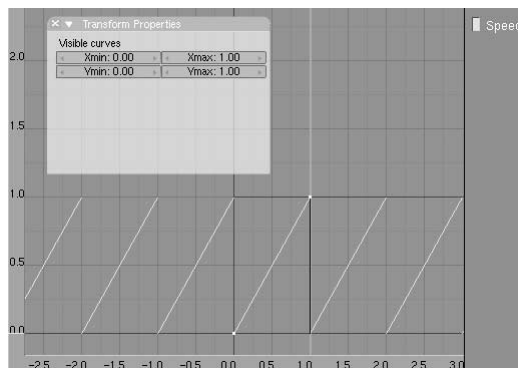 Transform Properties
Visible curves
Xmin: 0.00 Xmax: 1.00
Ymin: 0.00 Ymax: 1.00
2.0
1.5
1.0
0.5
0.0
-2.5 -2.0 -1.5 -1.0 -0.5 0.0 0.5 1.0 1.5 2.0 2.5 3.0
Speed